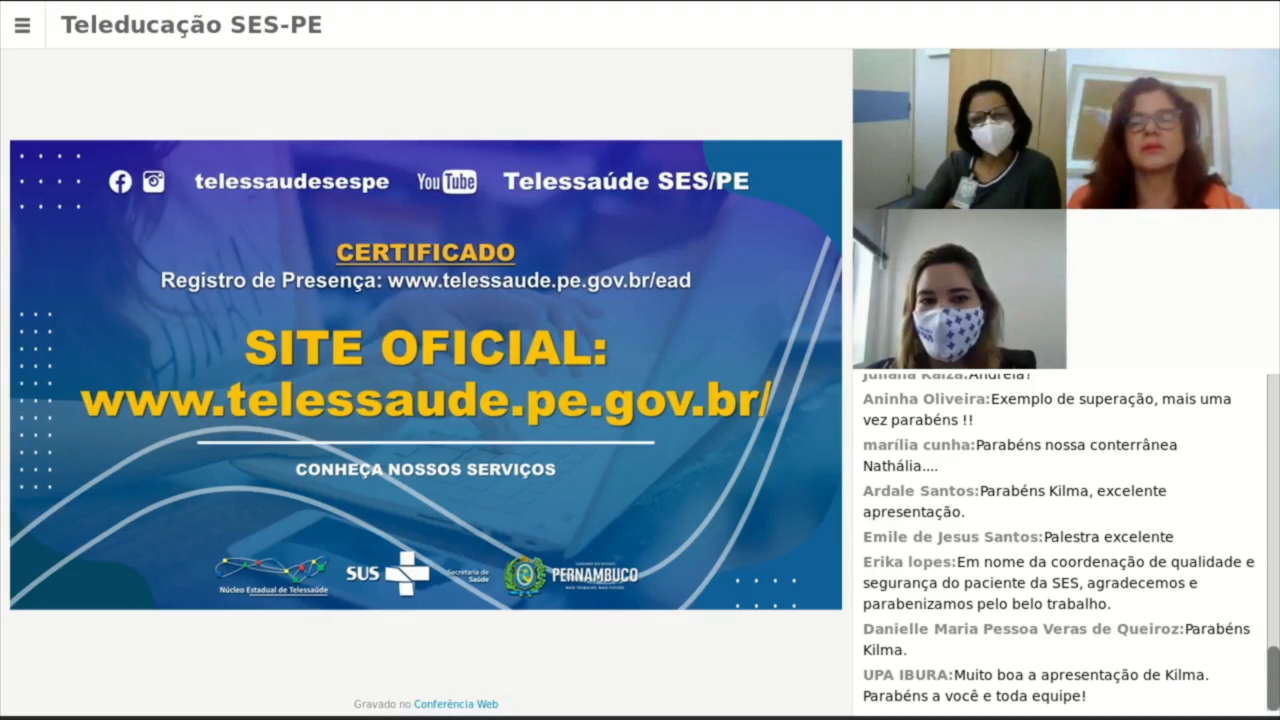 Teleducação SES-PE
telessaudesespe
YouTube
Telessaúde SES/PE
CERTIFICADO
Registro de Presença: www.telessaude.pe.gov.br/ead
SITE OFICIAL:
www.telessaude.pe.gov.br/
CONHEÇA NOSSOS SERVIÇOS
Núcleo Estadual de Telessaúde
SUS
Secretaria de
Saúde
PERNAMBUCO
Gravado no Conferência Web
Juliana Kaiza:Andreia!
Aninha Oliveira:Exemplo de superação, mais uma
vez parabéns !!
marília cunha:Parabéns nossa conterrânea
Nathália....
Ardale Santos:Parabéns Kilma, excelente
apresentação.
Emile de Jesus Santos:Palestra excelente
Erika lopes:Em nome da coordenação de qualidade e
segurança do paciente da SES, agradecemos e
parabenizamos pelo belo trabalho.
Danielle Maria Pessoa Veras de Queiroz:Parabéns
Kilma.
UPA IBURA:Muito boa a apresentação de Kilma.
Parabéns a você e toda equipe!